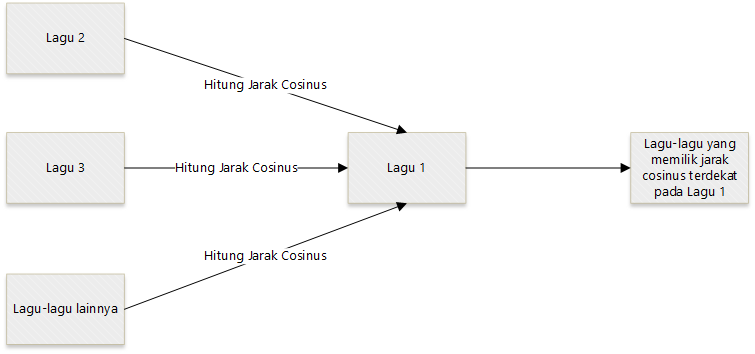 Lagu 2
Hitung Jarak Cosinus
Lagu 3
Hitung Jarak Cosinus
Lagu 1
Lagu-lagu yang
memilik jarak
cosinus terdekat
pada Lagu 1
Hitung Jarak Cosinus
Lagu-lagu lainnya